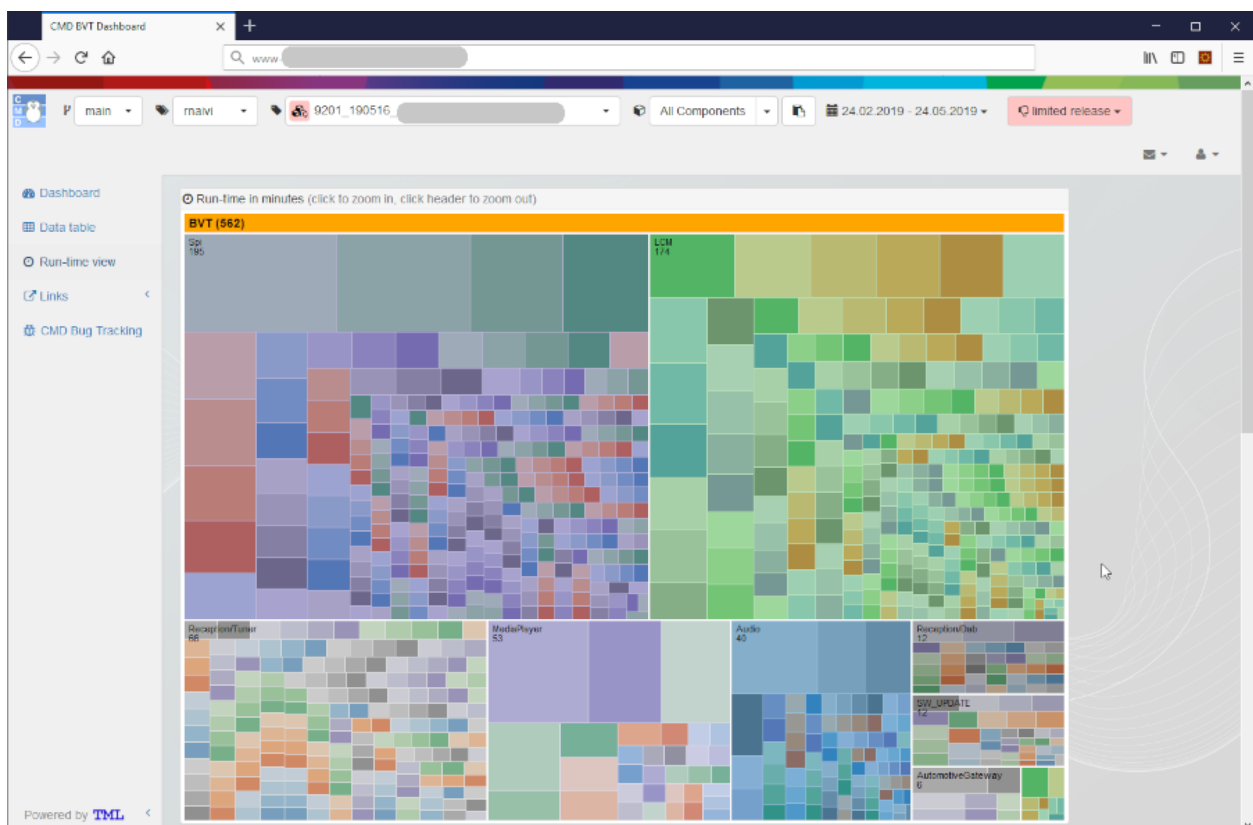 CMD BVT Dashboard
www.
C
M
D
main
rnaivi
9201_190516_
All Components
24.02.2019 - 24.05.2019
limited release
Dashboard
Data table
Run-time view
Links
CMD Bug Tracking
Run-time in minutes (click to zoom in, click header to zoom out)
BVT (562)
Spi
195
LCM
174
Reception/Tuner
66
MediaPlayer
53
Audio
40
Reception/Dab
12
SW_UPDATE
12
AutomotiveGateway
6
Powered by TML